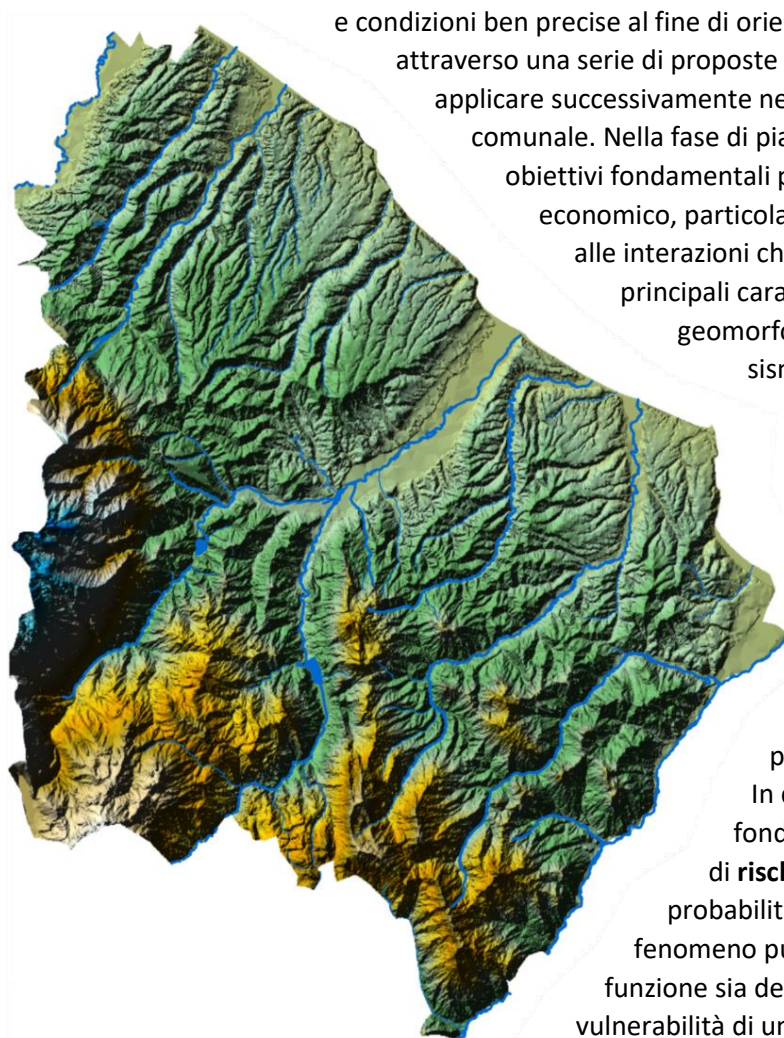 e condizioni ben precise al fine di orie
attraverso una serie di proposte
applicare successivamente ne
comunale. Nella fase di pia
obiettivi fondamentali p
economico, particola
alle interazioni ch
principali cara
geomorfo
sis
p
In
fond
di risch
probabilit
fenomeno pu
funzione sia de
vulnerabilità di un